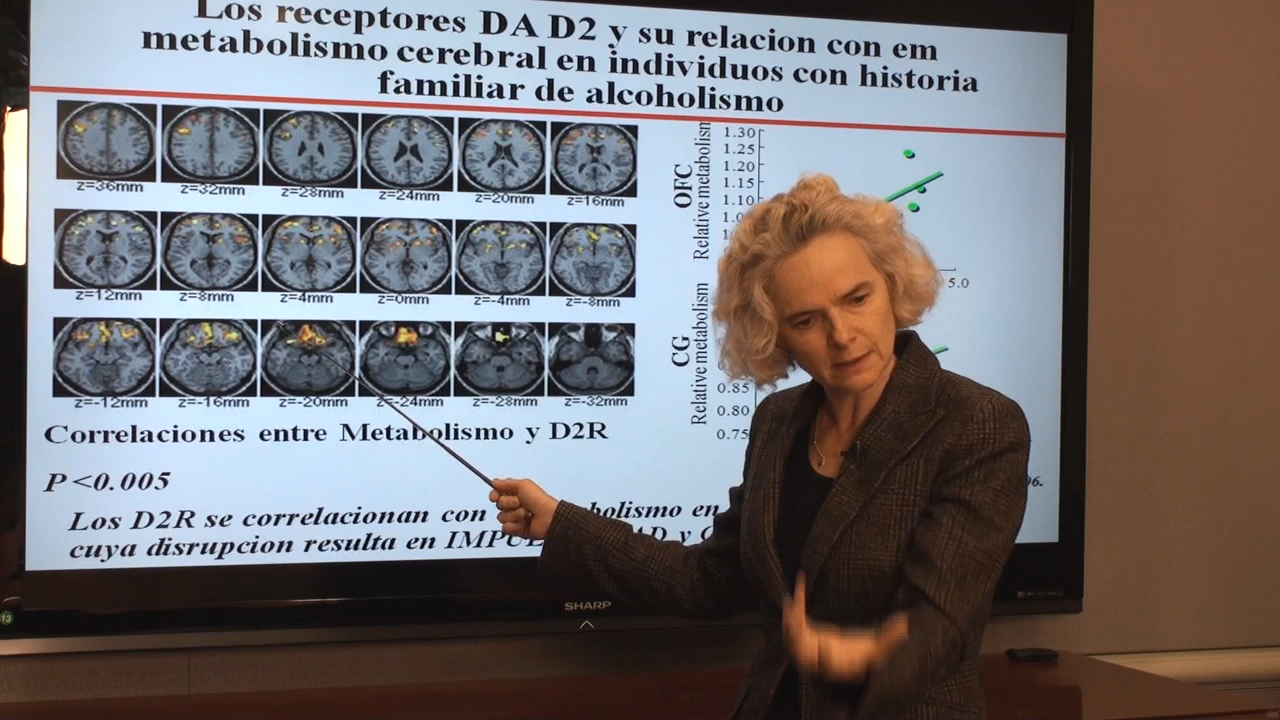 Los receptores DA D2 y su relacion con em
metabolismo cerebral en individuos con historia
familiar de alcoholismo
z=36mm z=32mm z=28mm z=24mm z=20mm z=16mm
z=12mm z=8mm z=4mm z=0mm z=-4mm z=-8mm
z=-12mm z=-16mm z=-20mm z=-24mm z=-28mm z=-32mm
OFC
Relative metabolism
1.30
1.25
1.20
1.15
1.10
5.0
CG
Relative metabolism
0.85
0.80
0.75
Correlaciones entre Metabolismo y D2R
P<0.005
Los D2R se correlacionan con en
cuya disrupcion resulta en y
SHARP
13